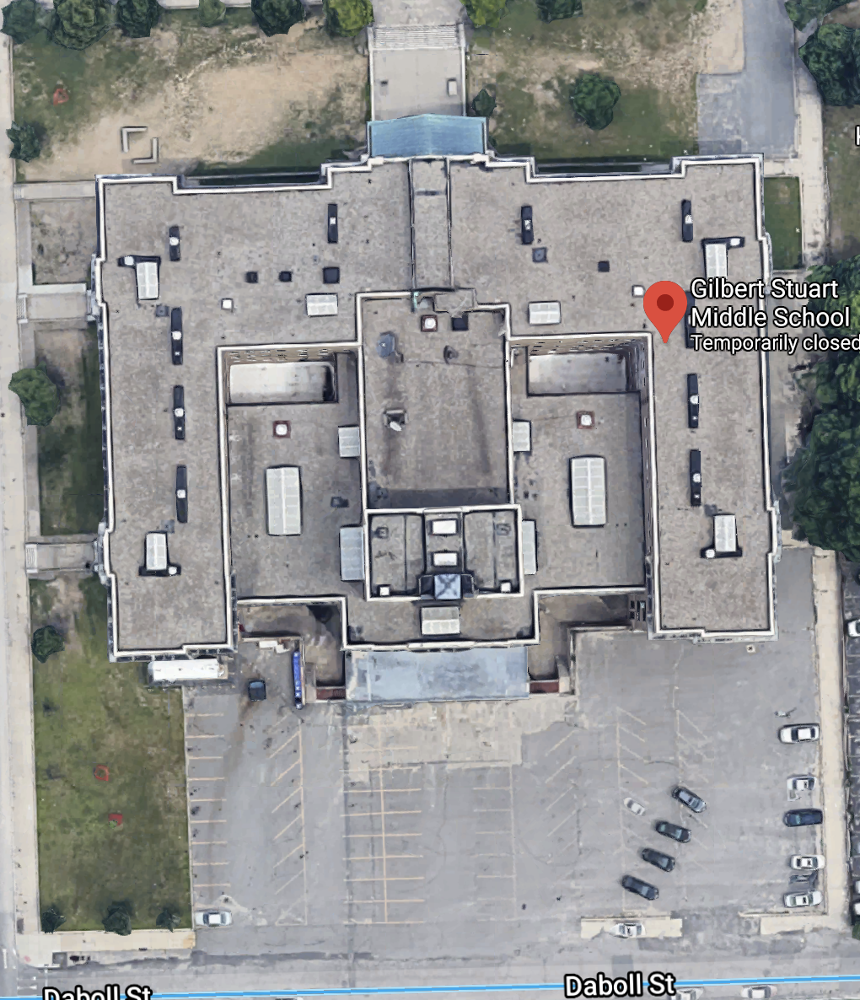 Gilbert Stuart
Middle School
Temporarily closed
Daboll St
Daboll St